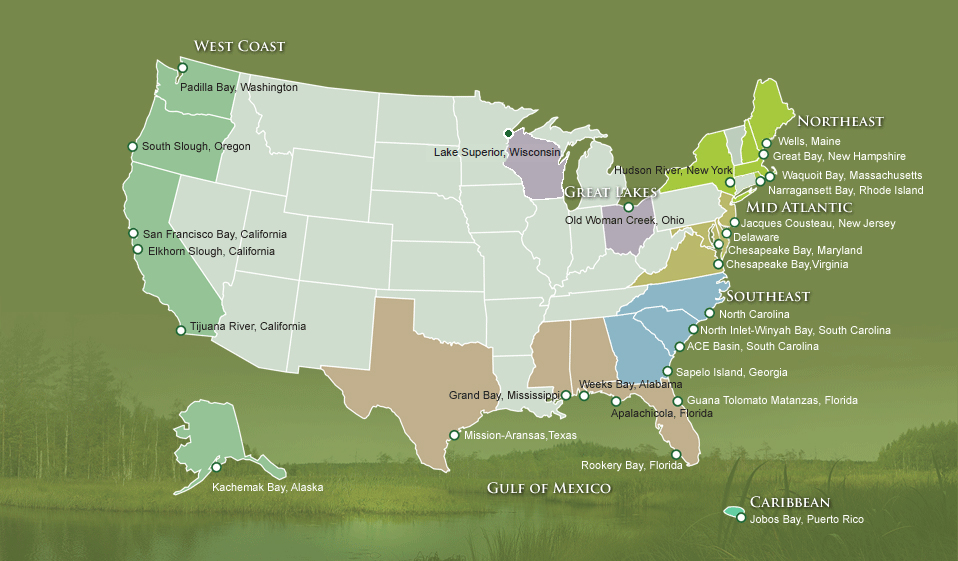 WEST COAST
Padilla Bay, Washington
South Slough, Oregon
San Francisco Bay, California
Elkhorn Slough, California
Tijuana River, California
Kachemak Bay, Alaska
Lake Superior, Wisconsin
GREAT LAKES
Old Woman Creek, Ohio
NORTHEAST
Wells, Maine
Great Bay, New Hampshire
Waquoit Bay, Massachusetts
Narragansett Bay, Rhode Island
Hudson River, New York
MID ATLANTIC
Jacques Cousteau, New Jersey
Delaware
Chesapeake Bay, Maryland
Chesapeake Bay,Virginia
SOUTHEAST
North Carolina
North Inlet-Winyah Bay, South Carolina
ACE Basin, South Carolina
Sapelo Island, Georgia
Guana Tolomato Matanzas, Florida
Weeks Bay, Alabama
Grand Bay, Mississippi
Apalachicola, Florida
Mission-Aransas,Texas
Rookery Bay, Florida
GULF OF MEXICO
CARIBBEAN
Jobos Bay, Puerto Rico